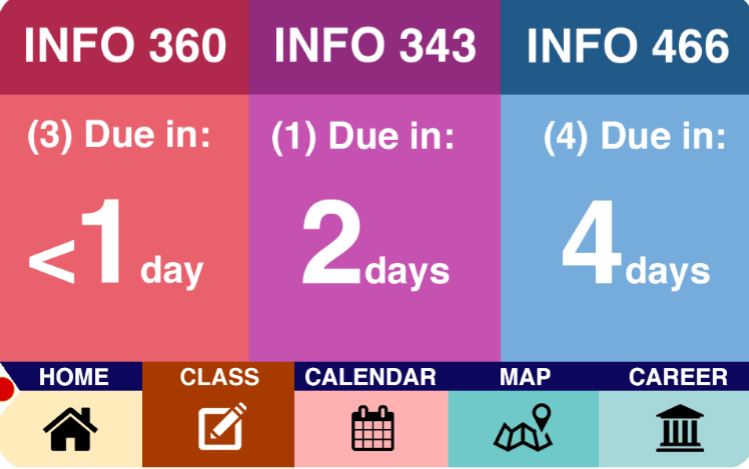 INFO 360 INFO 343 INFO 466
(3) Due in: (1) Due in: (4) Due in:
<1 day 2 days 4 days
HOME CLASS CALENDAR MAP CAREER